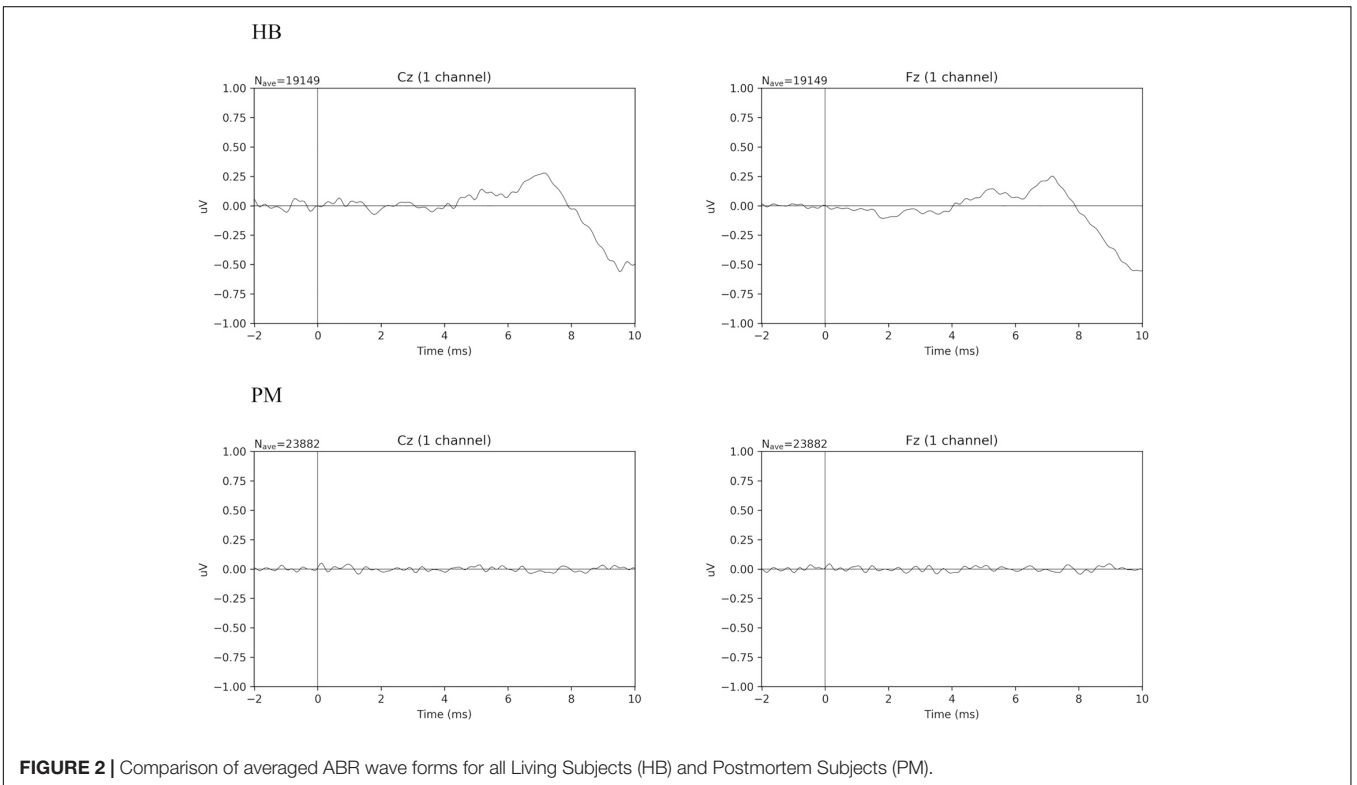 HB
Nave=19149
Cz (1 channel)
1.00
0.75
0.50
0.25
0.00
−0.25
−0.50
−0.75
−1.00
uV
−2 0 2 4 6 8 10
Time (ms)
Nave=19149
Fz (1 channel)
1.00
0.75
0.50
0.25
0.00
−0.25
−0.50
−0.75
−1.00
uV
−2 0 2 4 6 8 10
Time (ms)
PM
Nave=23882
Cz (1 channel)
1.00
0.75
0.50
0.25
0.00
−0.25
−0.50
−0.75
−1.00
uV
−2 0 2 4 6 8 10
Time (ms)
Nave=23882
Fz (1 channel)
1.00
0.75
0.50
0.25
0.00
−0.25
−0.50
−0.75
−1.00
uV
−2 0 2 4 6 8 10
Time (ms)
FIGURE 2 | Comparison of averaged ABR wave forms for all Living Subjects (HB) and Postmortem Subjects (PM).